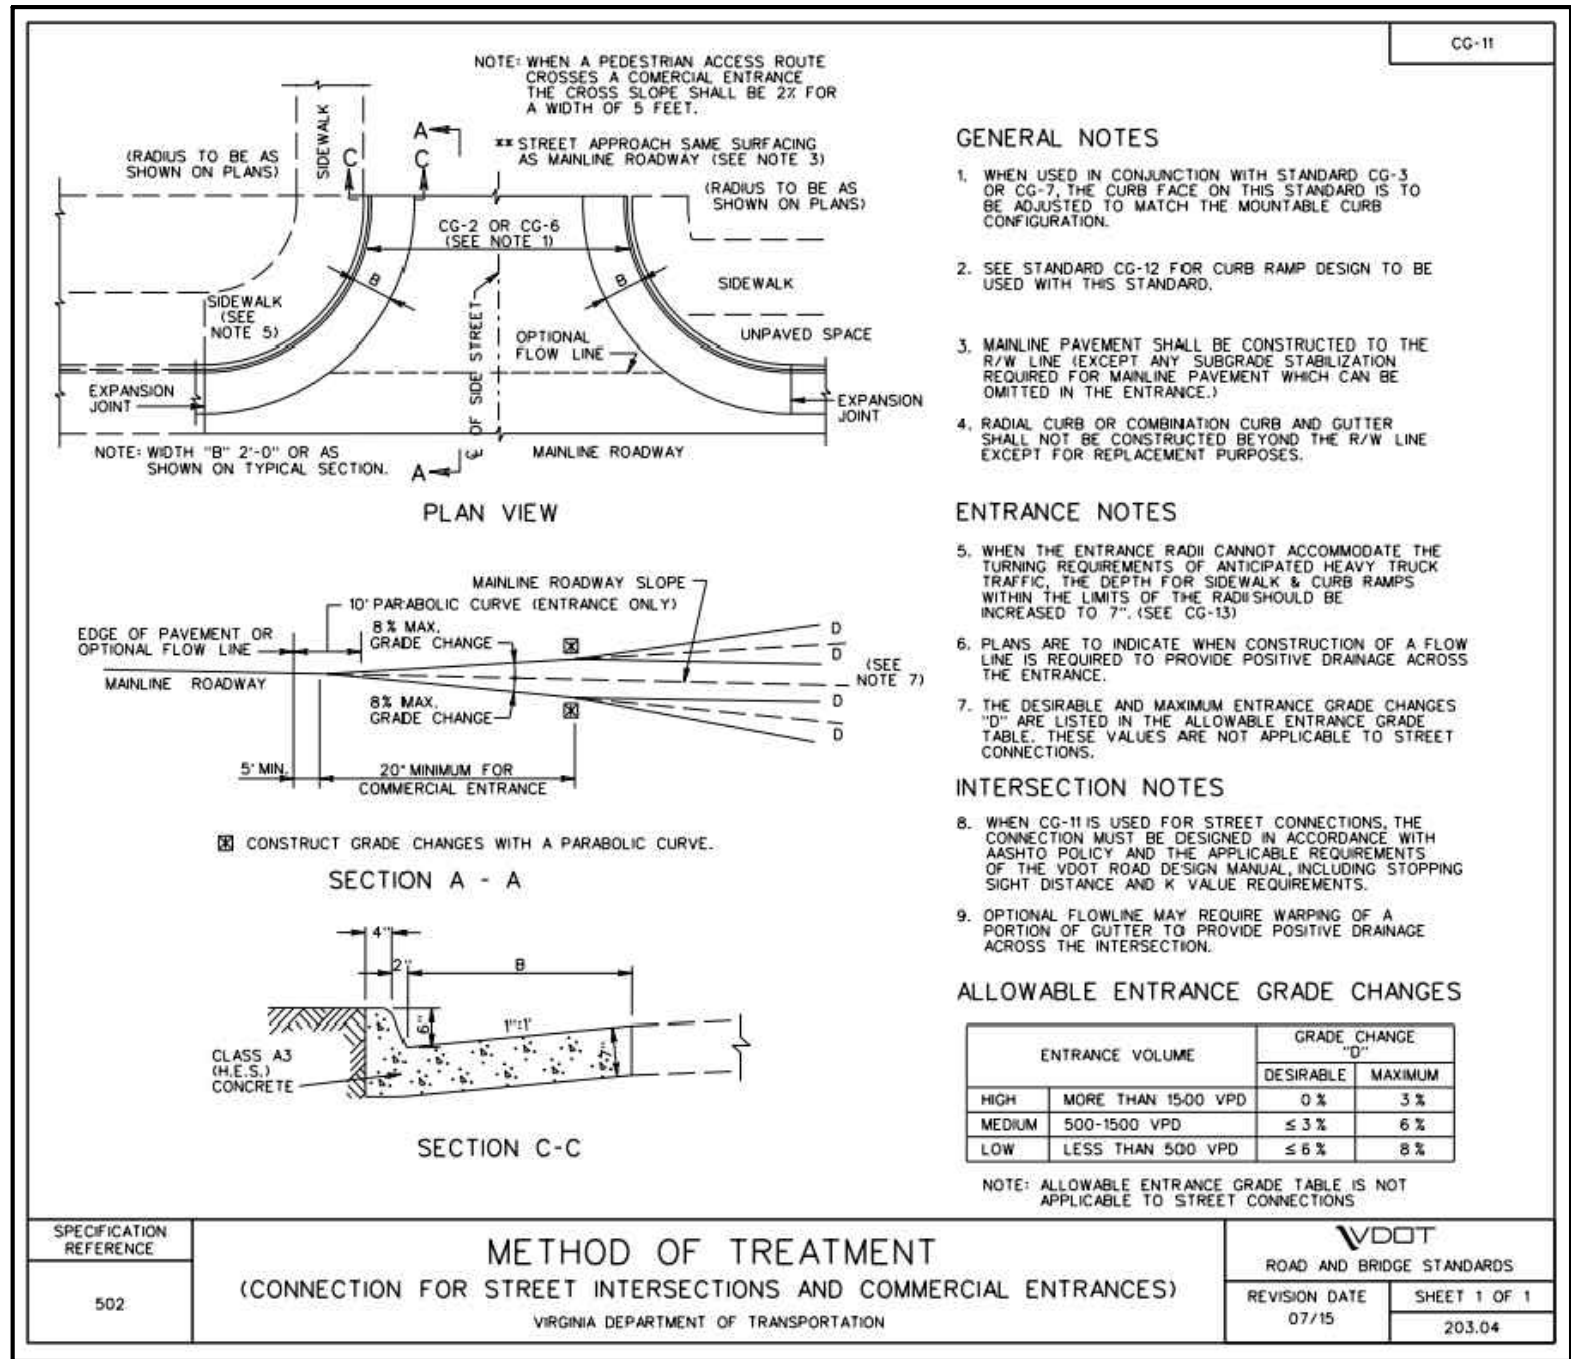 CG-11
NOTE: WHEN A PEDESTRIAN ACCESS ROUTE
CROSSES A COMERCIAL ENTRANCE
THE CROSS SLOPE SHALL BE 2% FOR
A WIDTH OF 5 FEET.
** STREET APPROACH SAME SURFACING
AS MAINLINE ROADWAY (SEE NOTE 3)
(RADIUS TO BE AS
SHOWN ON PLANS)
SIDEWALK
A
C
C
(RADIUS TO BE AS
SHOWN ON PLANS)
CG-2 OR CG-6
(SEE NOTE 1)
B
B
SIDEWALK
SIDEWALK
(SEE
NOTE 5)
UNPAVED SPACE
OPTIONAL
FLOW LINE
℄ OF SIDE STREET
EXPANSION
JOINT
EXPANSION
JOINT
NOTE: WIDTH "B" 2'-0" OR AS
SHOWN ON TYPICAL SECTION.
A
MAINLINE ROADWAY
PLAN VIEW
MAINLINE ROADWAY SLOPE
10' PARABOLIC CURVE (ENTRANCE ONLY)
EDGE OF PAVEMENT OR
OPTIONAL FLOW LINE
8% MAX.
GRADE CHANGE
MAINLINE ROADWAY
8% MAX.
GRADE CHANGE
D
D
(SEE
NOTE 7)
D
D
5' MIN.
20' MINIMUM FOR
COMMERCIAL ENTRANCE
* CONSTRUCT GRADE CHANGES WITH A PARABOLIC CURVE.
SECTION A - A
4"
2"
B
6"
1":1'
7"
CLASS A3
(H.E.S.)
CONCRETE
SECTION C-C
GENERAL NOTES
1. WHEN USED IN CONJUNCTION WITH STANDARD CG-3
OR CG-7, THE CURB FACE ON THIS STANDARD IS TO
BE ADJUSTED TO MATCH THE MOUNTABLE CURB
CONFIGURATION.
2. SEE STANDARD CG-12 FOR CURB RAMP DESIGN TO BE
USED WITH THIS STANDARD.
3. MAINLINE PAVEMENT SHALL BE CONSTRUCTED TO THE
R/W LINE (EXCEPT ANY SUBGRADE STABILIZATION
REQUIRED FOR MAINLINE PAVEMENT WHICH CAN BE
OMITTED IN THE ENTRANCE.)
4. RADIAL CURB OR COMBINATION CURB AND GUTTER
SHALL NOT BE CONSTRUCTED BEYOND THE R/W LINE
EXCEPT FOR REPLACEMENT PURPOSES.
ENTRANCE NOTES
5. WHEN THE ENTRANCE RADII CANNOT ACCOMMODATE THE
TURNING REQUIREMENTS OF ANTICIPATED HEAVY TRUCK
TRAFFIC, THE DEPTH FOR SIDEWALK & CURB RAMPS
WITHIN THE LIMITS OF THE RADII SHOULD BE
INCREASED TO 7". (SEE CG-13)
6. PLANS ARE TO INDICATE WHEN CONSTRUCTION OF A FLOW
LINE IS REQUIRED TO PROVIDE POSITIVE DRAINAGE ACROSS
THE ENTRANCE.
7. THE DESIRABLE AND MAXIMUM ENTRANCE GRADE CHANGES
"D" ARE LISTED IN THE ALLOWABLE ENTRANCE GRADE
TABLE. THESE VALUES ARE NOT APPLICABLE TO STREET
CONNECTIONS.
INTERSECTION NOTES
8. WHEN CG-11 IS USED FOR STREET CONNECTIONS, THE
CONNECTION MUST BE DESIGNED IN ACCORDANCE WITH
AASHTO POLICY AND THE APPLICABLE REQUIREMENTS
OF THE VDOT ROAD DESIGN MANUAL, INCLUDING STOPPING
SIGHT DISTANCE AND K VALUE REQUIREMENTS.
9. OPTIONAL FLOWLINE MAY REQUIRE WARPING OF A
PORTION OF GUTTER TO PROVIDE POSITIVE DRAINAGE
ACROSS THE INTERSECTION.
ALLOWABLE ENTRANCE GRADE CHANGES
ENTRANCE VOLUME
GRADE CHANGE
"D"
DESIRABLE MAXIMUM
HIGH MORE THAN 1500 VPD 0% 3%
MEDIUM 500-1500 VPD ≤ 3% 6%
LOW LESS THAN 500 VPD ≤ 6% 8%
NOTE: ALLOWABLE ENTRANCE GRADE TABLE IS NOT
APPLICABLE TO STREET CONNECTIONS
SPECIFICATION
REFERENCE
502
METHOD OF TREATMENT
(CONNECTION FOR STREET INTERSECTIONS AND COMMERCIAL ENTRANCES)
VIRGINIA DEPARTMENT OF TRANSPORTATION
VDOT
ROAD AND BRIDGE STANDARDS
REVISION DATE
07/15
SHEET 1 OF 1
203.04